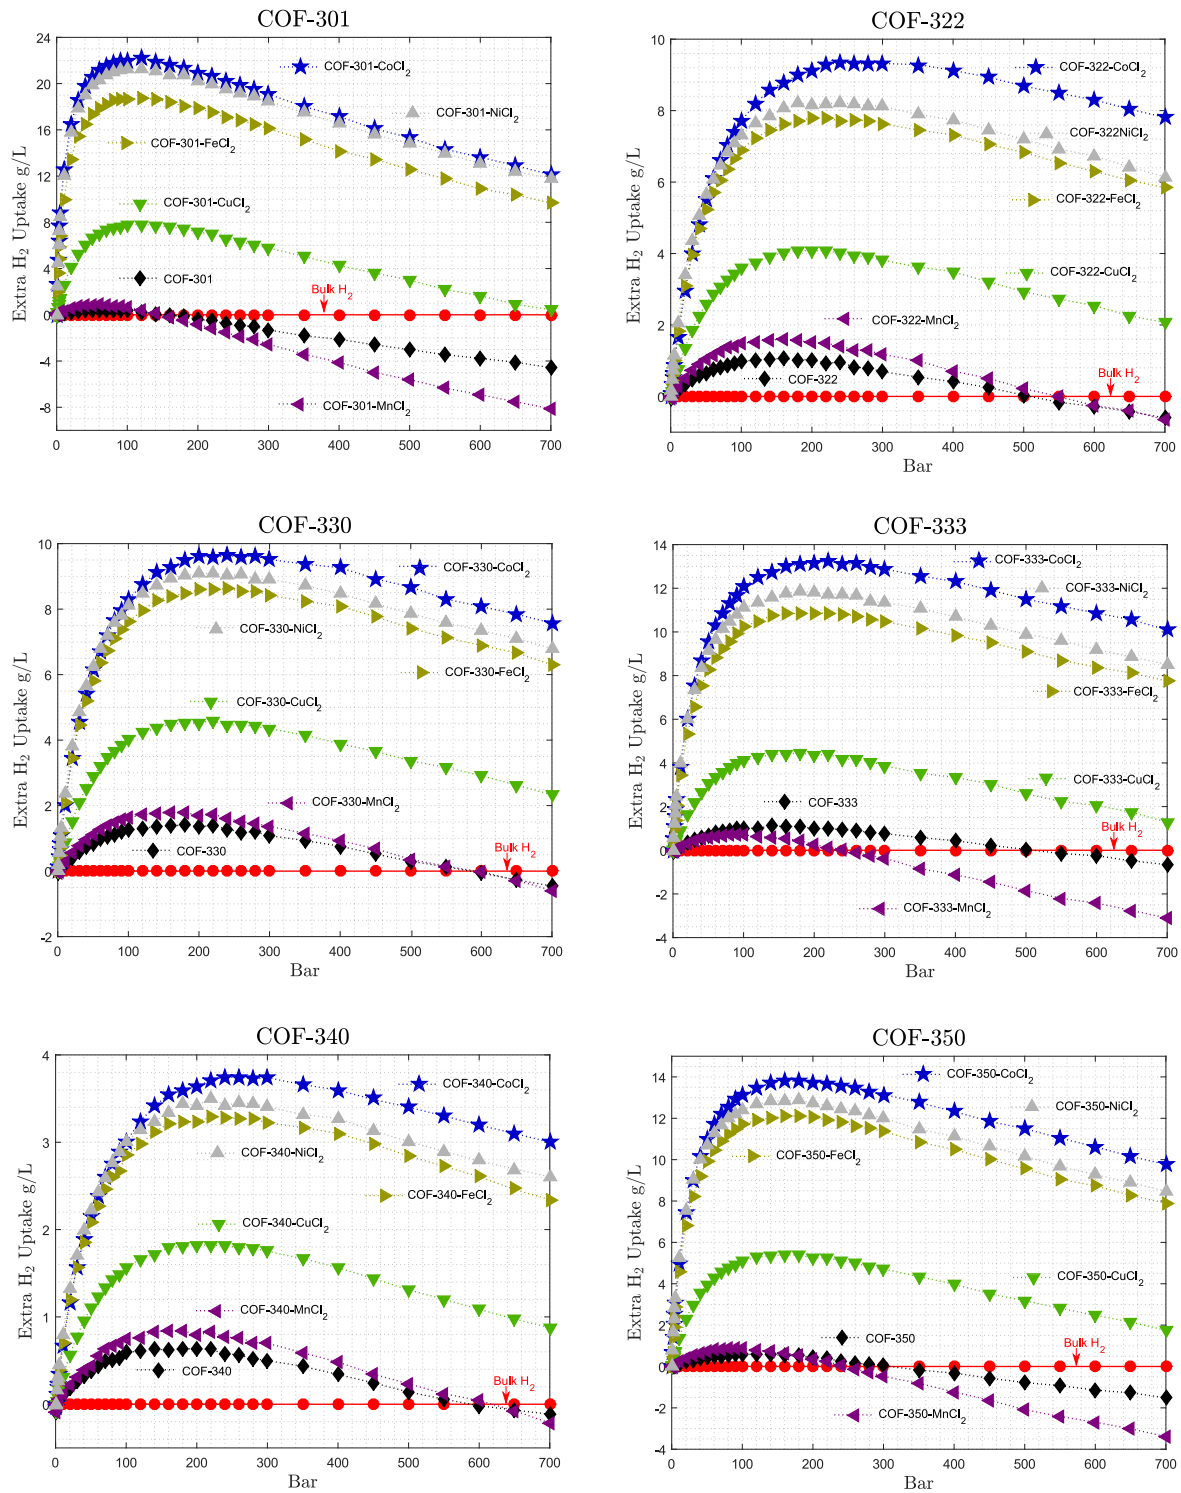 COF-301
Extra H2 Uptake g/L
24
20
16
12
8
4
0
-4
-8
COF-301-CoCl2
COF-301-NiCl2
COF-301-FeCl2
COF-301-CuCl2
COF-301
Bulk H2
COF-301-MnCl2
0 100 200 300 400 500 600 700
Bar
COF-322
Extra H2 Uptake g/L
10
8
6
4
2
0
COF-322-CoCl2
COF-322NiCl2
COF-322-FeCl2
COF-322-CuCl2
COF-322-MnCl2
COF-322
Bulk H2
0 100 200 300 400 500 600 700
Bar
COF-330
Extra H2 Uptake g/L
10
8
6
4
2
0
-2
COF-330-CoCl2
COF-330-NiCl2
COF-330-FeCl2
COF-330-CuCl2
COF-330-MnCl2
COF-330
Bulk H2
0 100 200 300 400 500 600 700
Bar
COF-333
Extra H2 Uptake g/L
14
12
10
8
6
4
2
0
-2
-4
COF-333-CoCl2
COF-333-NiCl2
COF-333-FeCl2
COF-333-CuCl2
COF-333
Bulk H2
COF-333-MnCl2
0 100 200 300 400 500 600 700
Bar
COF-340
Extra H2 Uptake g/L
4
3
2
1
0
COF-340-CoCl2
COF-340-NiCl2
COF-340-FeCl2
COF-340-CuCl2
COF-340-MnCl2
COF-340
Bulk H2
0 100 200 300 400 500 600 700
Bar
COF-350
Extra H2 Uptake g/L
14
12
10
8
6
4
2
0
-2
-4
COF-350-CoCl2
COF-350-NiCl2
COF-350-FeCl2
COF-350-CuCl2
COF-350
Bulk H2
COF-350-MnCl2
0 100 200 300 400 500 600 700
Bar